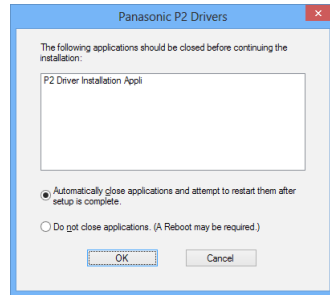 Panasonic P2 Drivers
The following applications should be closed before continuing the
installation:
P2 Driver Installation Appli
Automatically close applications and attempt to restart them after
setup is complete.
Do not close applications. (A Reboot may be required.)
OK
Cancel